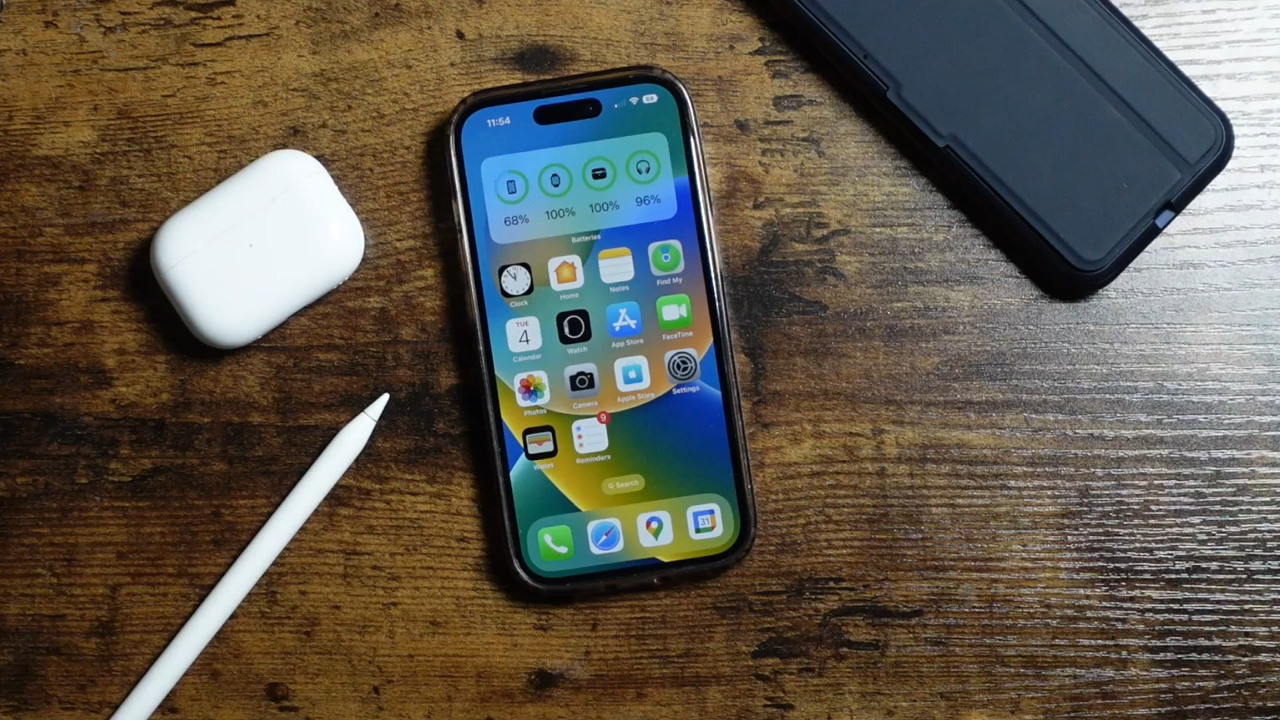 11:54
68
68% 100% 100% 96%
Batteries
Clock Home Notes Find My
TUE
4
Calendar Watch App Store FaceTime
Photos Camera Apple Store Settings
9
Wallet Reminders
Search
31